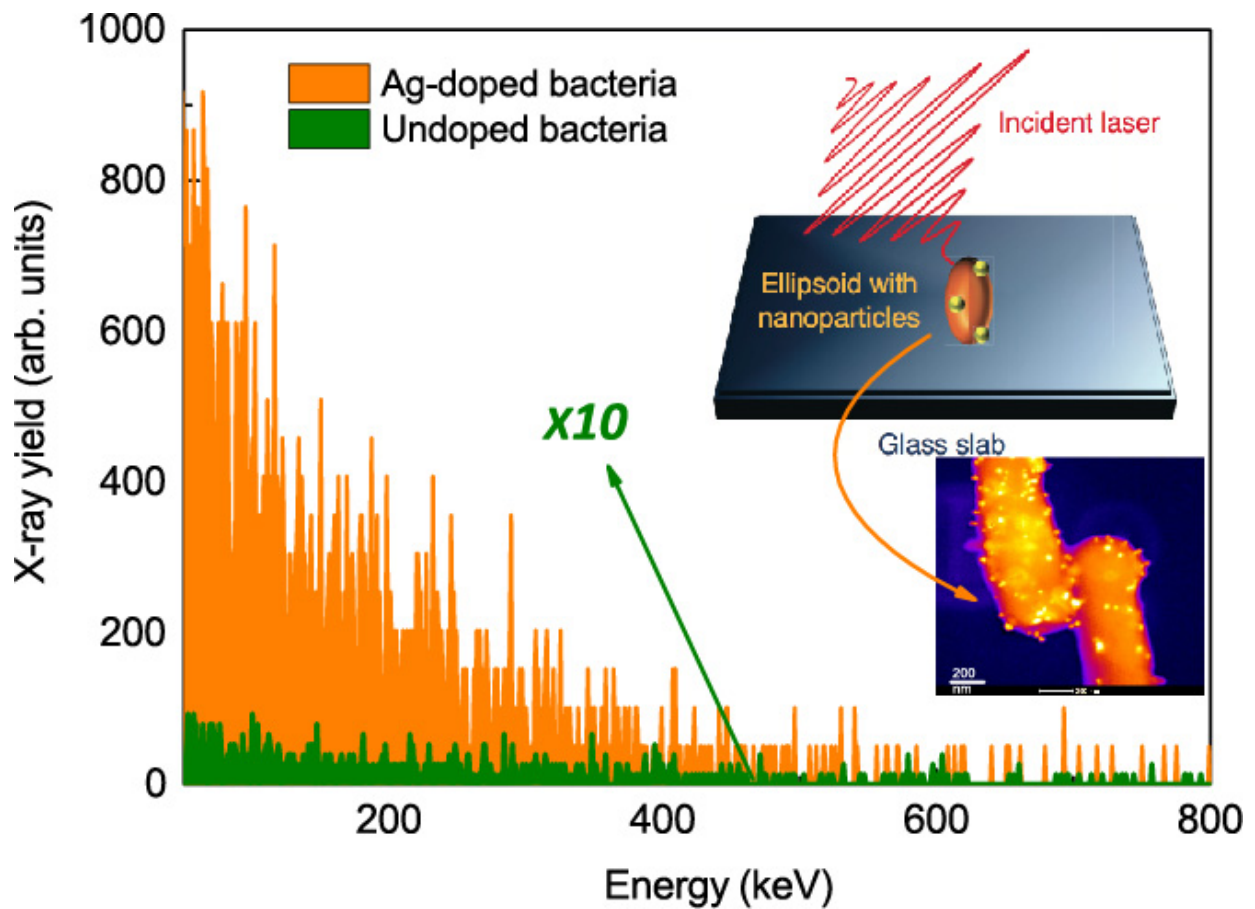 1000
800
600
400
200
0
X-ray yield (arb. units)
Ag-doped bacteria
Undoped bacteria
Incident laser
Ellipsoid with
nanoparticles
Glass slab
x10
200
nm
200
400
600
800
Energy (keV)